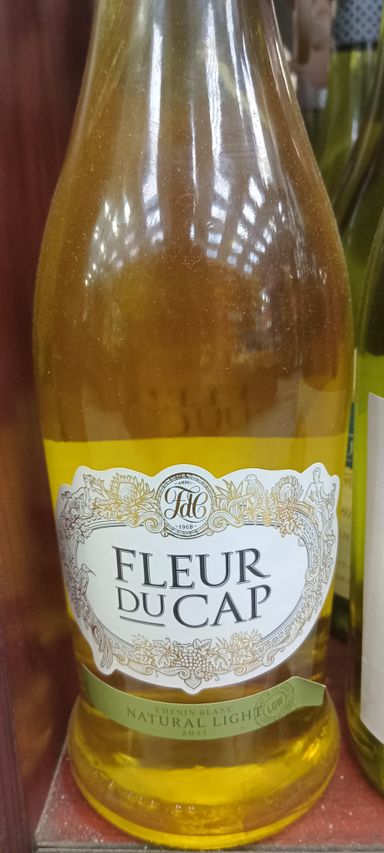 ANNO
FdC
1968
FLEUR
DU CAP
CHENIN BLANC
NATURAL LIGHT
LOW
2021